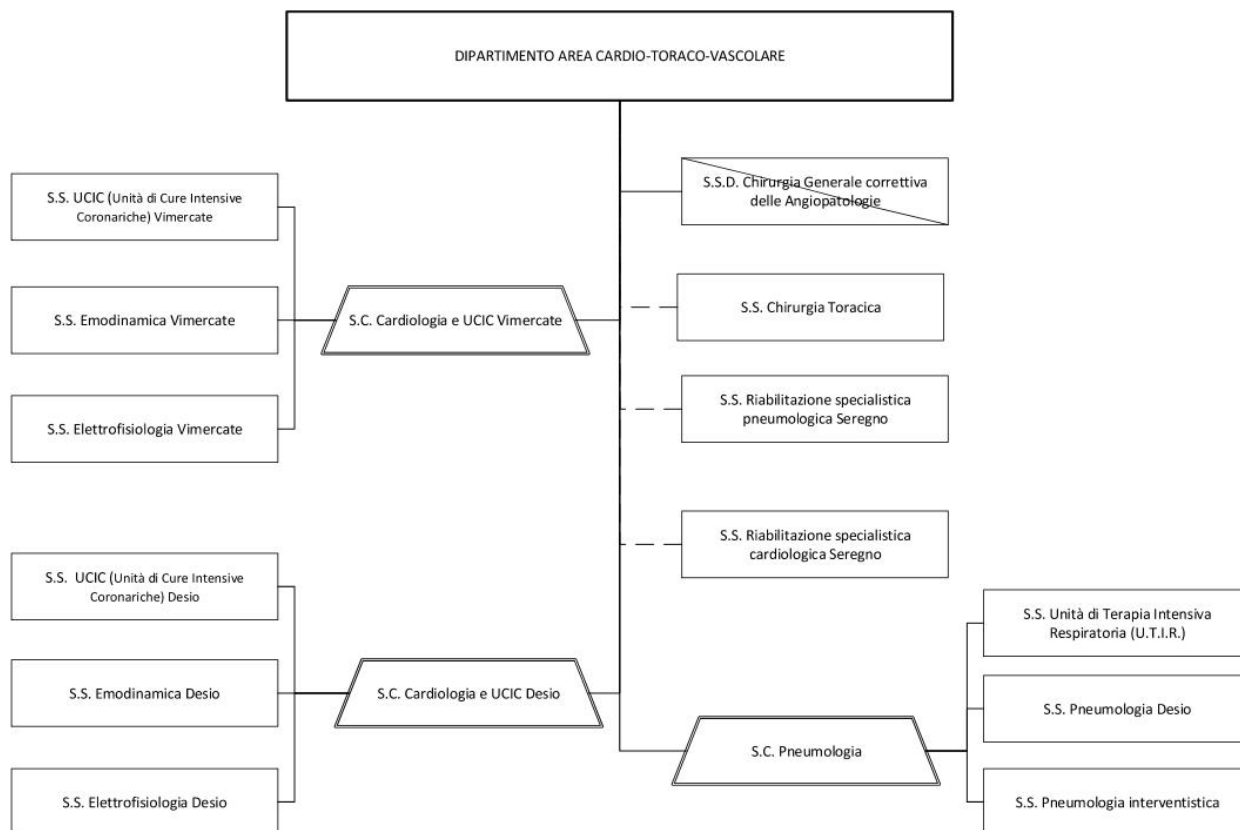 DIPARTIMENTO AREA CARDIO-TORACO-VASCOLARE
S.S. UCIC (Unità di Cure Intensive
Coronariche) Vimercate
S.S. Emodinamica Vimercate
S.S. Elettrofisiologia Vimercate
S.C. Cardiologia e UCIC Vimercate
S.S.D. Chirurgia Generale correttiva
delle Angiopatologie
S.S. Chirurgia Toracica
S.S. Riabilitazione specialistica
pneumologica Seregno
S.S. Riabilitazione specialistica
cardiologica Seregno
S.S. UCIC (Unità di Cure Intensive
Coronariche) Desio
S.S. Emodinamica Desio
S.S. Elettrofisiologia Desio
S.C. Cardiologia e UCIC Desio
S.C. Pneumologia
S.S. Unità di Terapia Intensiva
Respiratoria (U.T.I.R.)
S.S. Pneumologia Desio
S.S. Pneumologia interventistica